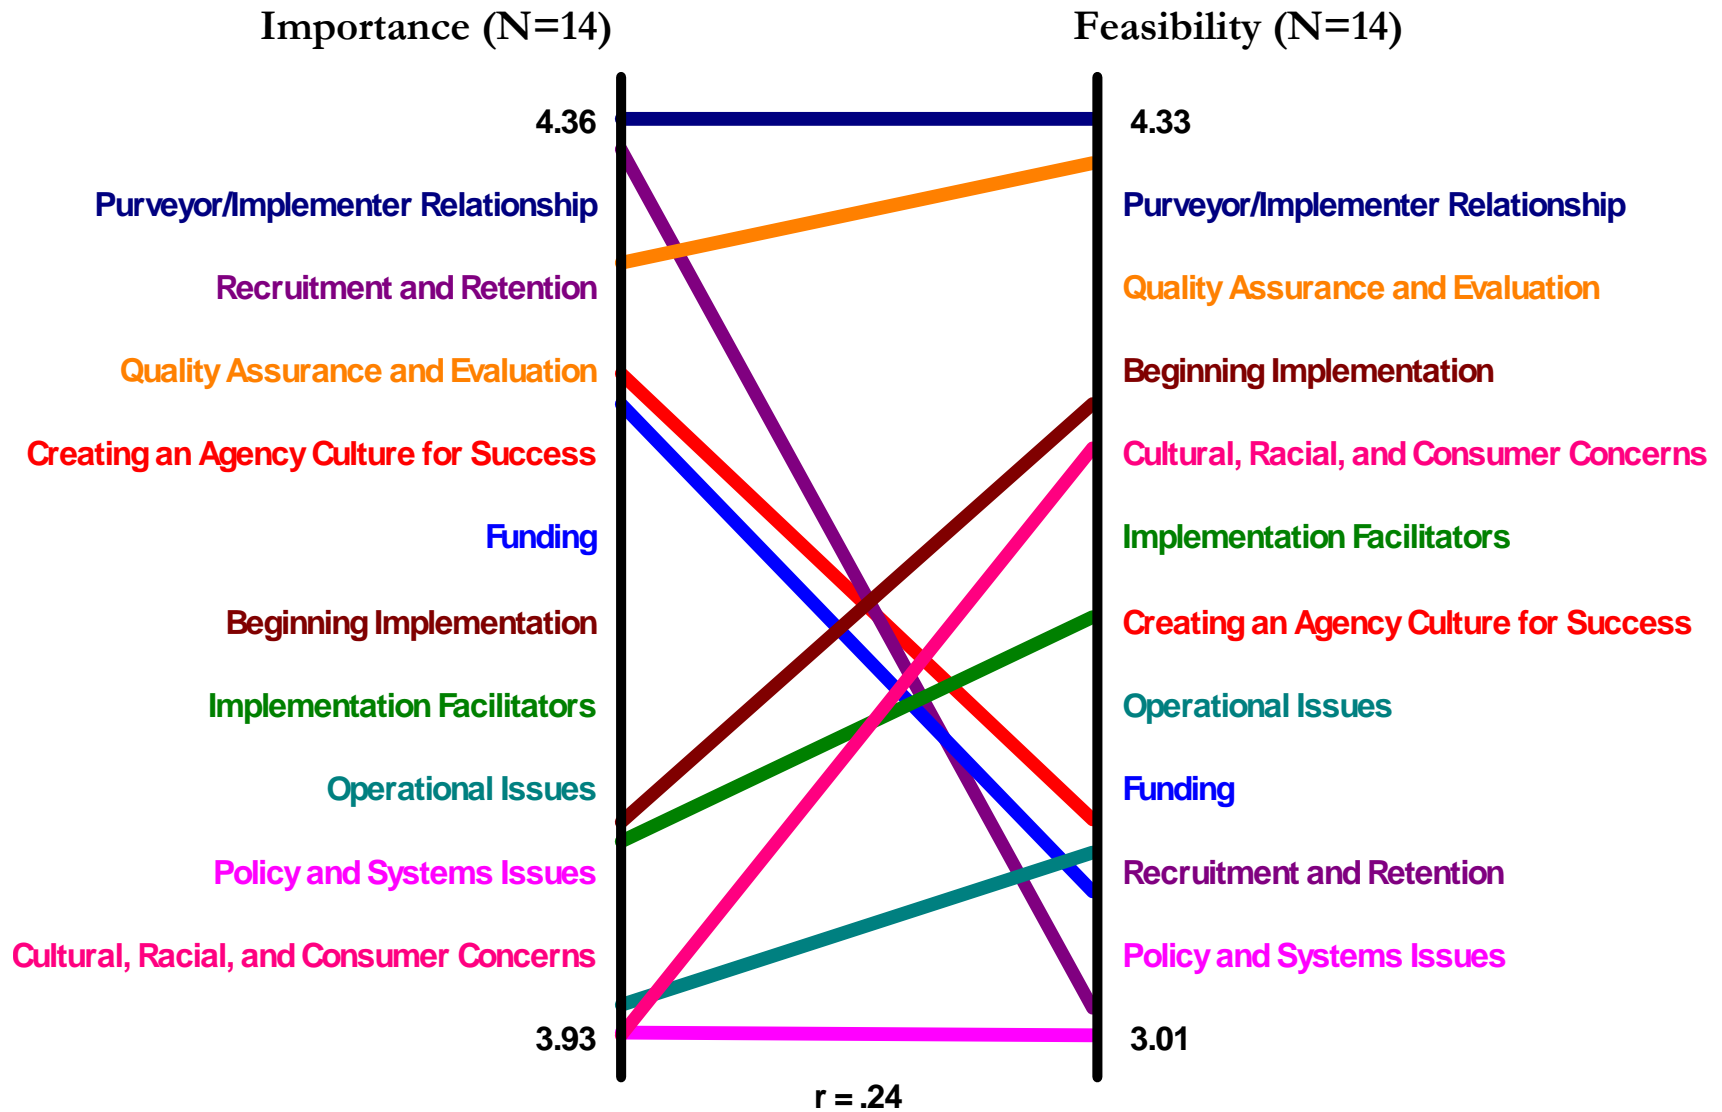 Importance (N=14)
Feasibility (N=14)
4.36
4.33
Purveyor/Implementer Relationship
Purveyor/Implementer Relationship
Recruitment and Retention
Quality Assurance and Evaluation
Quality Assurance and Evaluation
Beginning Implementation
Creating an Agency Culture for Success
Cultural, Racial, and Consumer Concerns
Funding
Implementation Facilitators
Beginning Implementation
Creating an Agency Culture for Success
Implementation Facilitators
Operational Issues
Operational Issues
Funding
Policy and Systems Issues
Recruitment and Retention
Cultural, Racial, and Consumer Concerns
Policy and Systems Issues
3.93
3.01
r = .24